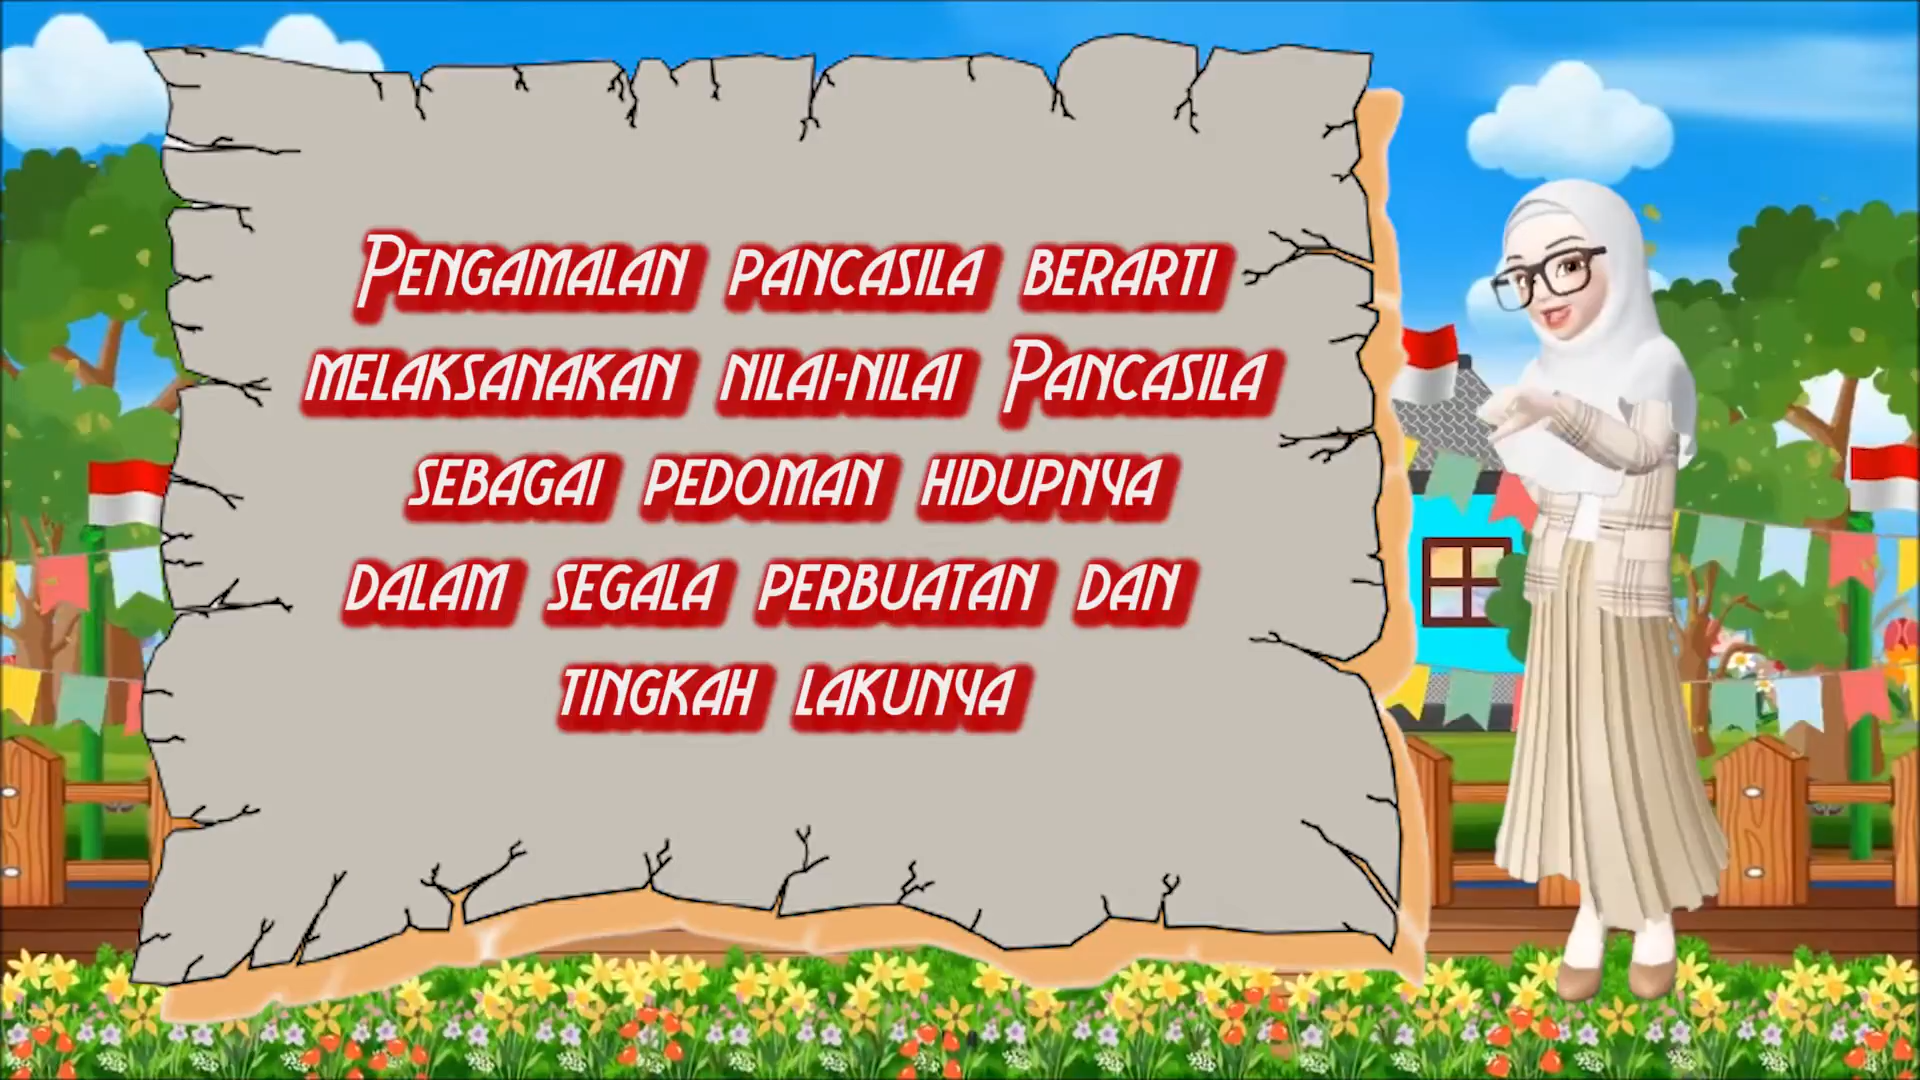 Pengamalan pancasila berarti
melaksanakan nilai-nilai Pancasila
sebagai pedoman hidupnya
dalam segala perbuatan dan
tingkah lakunya